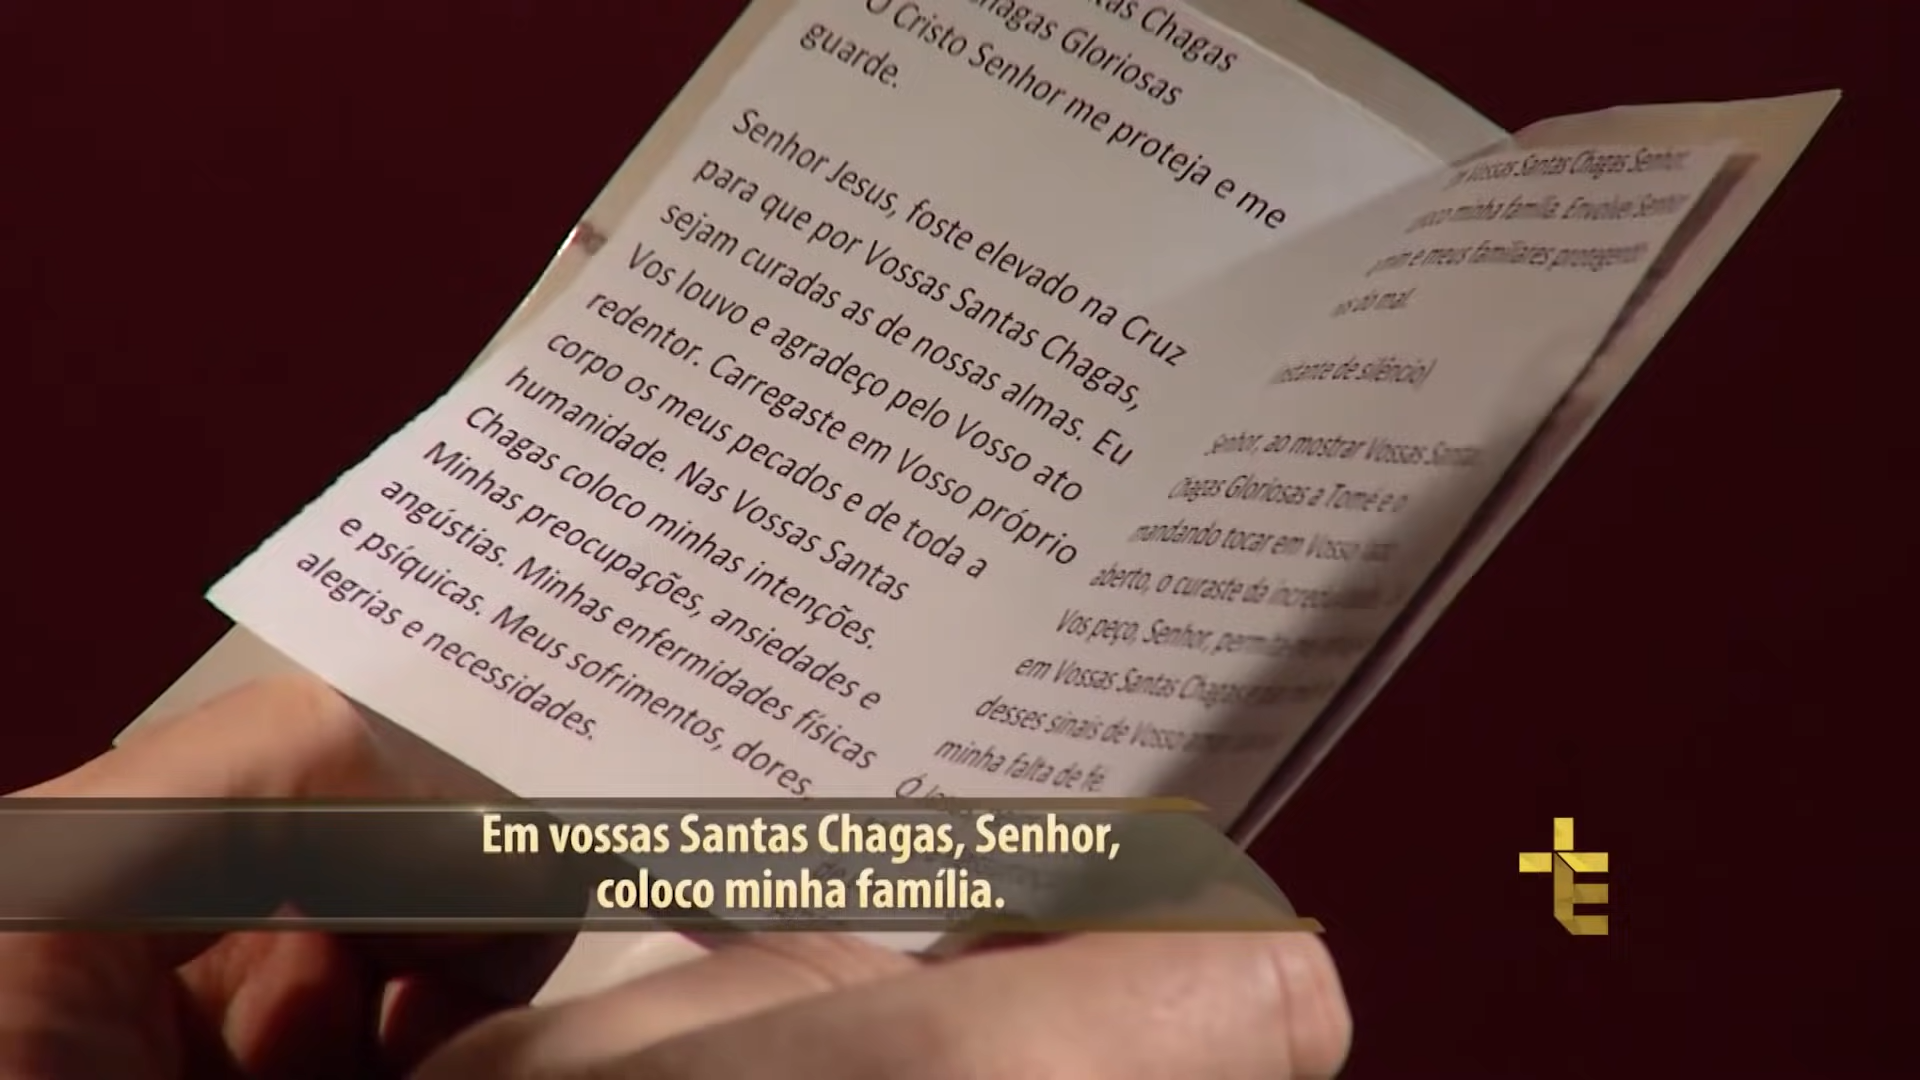 Chagas
Chagas Gloriosas
O Cristo Senhor me proteja e me
guarde.
Senhor Jesus, foste elevado na Cruz
para que por Vossas Santas Chagas,
sejam curadas as de nossas almas. Eu
Vos louvo e agradeço pelo Vosso ato
redentor. Carregaste em Vosso próprio
corpo os meus pecados e de toda a
humanidade. Nas Vossas Santas
Chagas coloco minhas intenções.
Minhas preocupações, ansiedades e
angústias. Minhas enfermidades físicas
e psíquicas. Meus sofrimentos, dores,
alegrias e necessidades.
Vossas Santas Chagas Senhor,
minha família. Envolvei Senhor
e meus familiares protegendo
do mal.
de silêncio)
Senhor, ao mostrar Vossas Santas
Chagas Gloriosas a Tomé e o
mandando tocar em Vosso
aberto, o curaste da
Vos peço, Senhor,
em Vossas Santas Chagas
desses sinais de Vosso
minha falta de fé.
Ó
Em vossas Santas Chagas, Senhor,
coloco minha família.